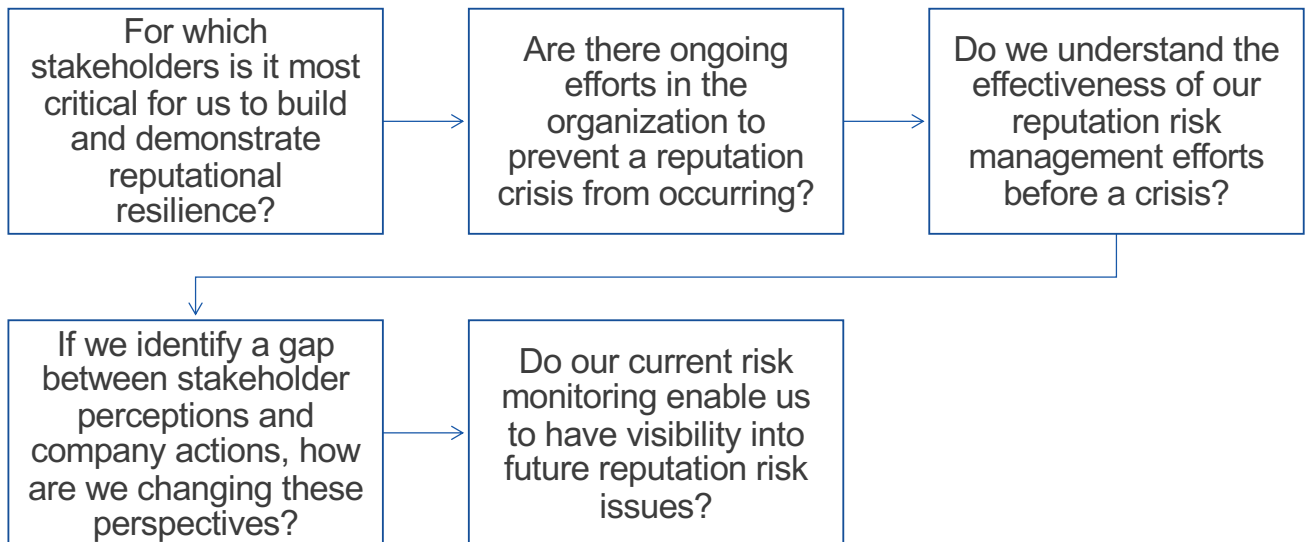 For which
stakeholders is it most
critical for us to build
and demonstrate
reputational
resilience?
Are there ongoing
efforts in the
organization to
prevent a reputation
crisis from occurring?
Do we understand the
effectiveness of our
reputation risk
management efforts
before a crisis?
If we identify a gap
between stakeholder
perceptions and
company actions, how
are we changing these
perspectives?
Do our current risk
monitoring enable us
to have visibility into
future reputation risk
issues?